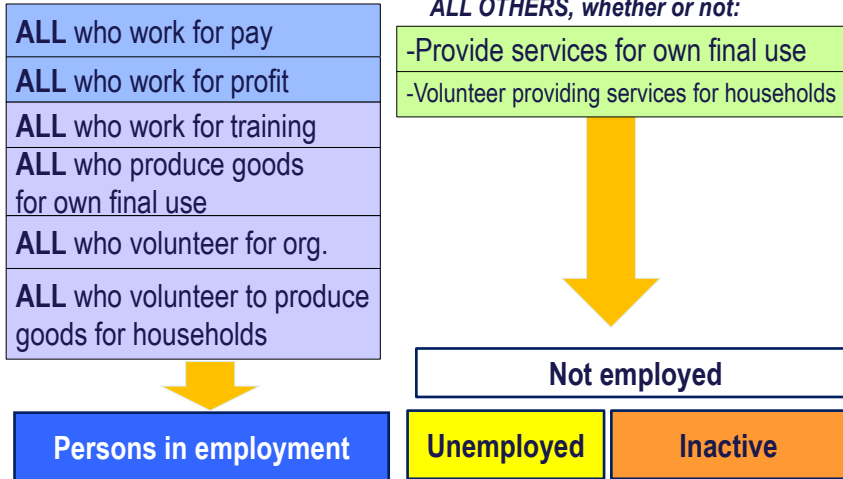 ALL who work for pay
ALL who work for profit
ALL who work for training
ALL who produce goods
for own final use
ALL who volunteer for org.
ALL who volunteer to produce
goods for households
Persons in employment
ALL OTHERS, whether or not:
-Provide services for own final use
-Volunteer providing services for households
Not employed
Unemployed
Inactive